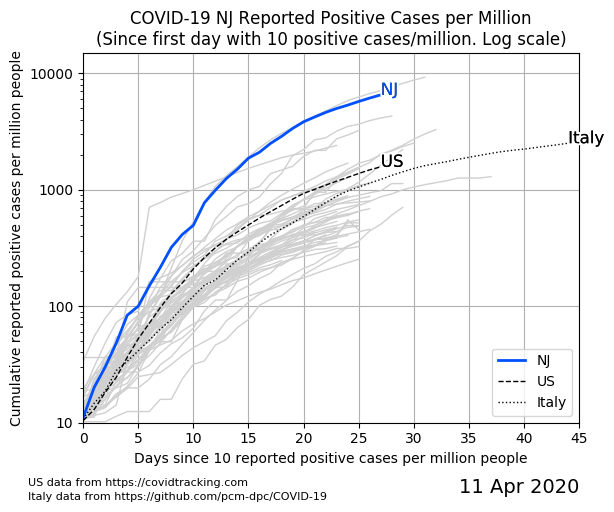 COVID-19 NJ Reported Positive Cases per Million
(Since first day with 10 positive cases/million. Log scale)
Cumulative reported positive cases per million people
10000
1000
100
10
NJ
US
Italy
NJ
US
Italy
0 5 10 15 20 25 30 35 40 45
Days since 10 reported positive cases per million people
US data from https://covidtracking.com
Italy data from https://github.com/pcm-dpc/COVID-19
11 Apr 2020